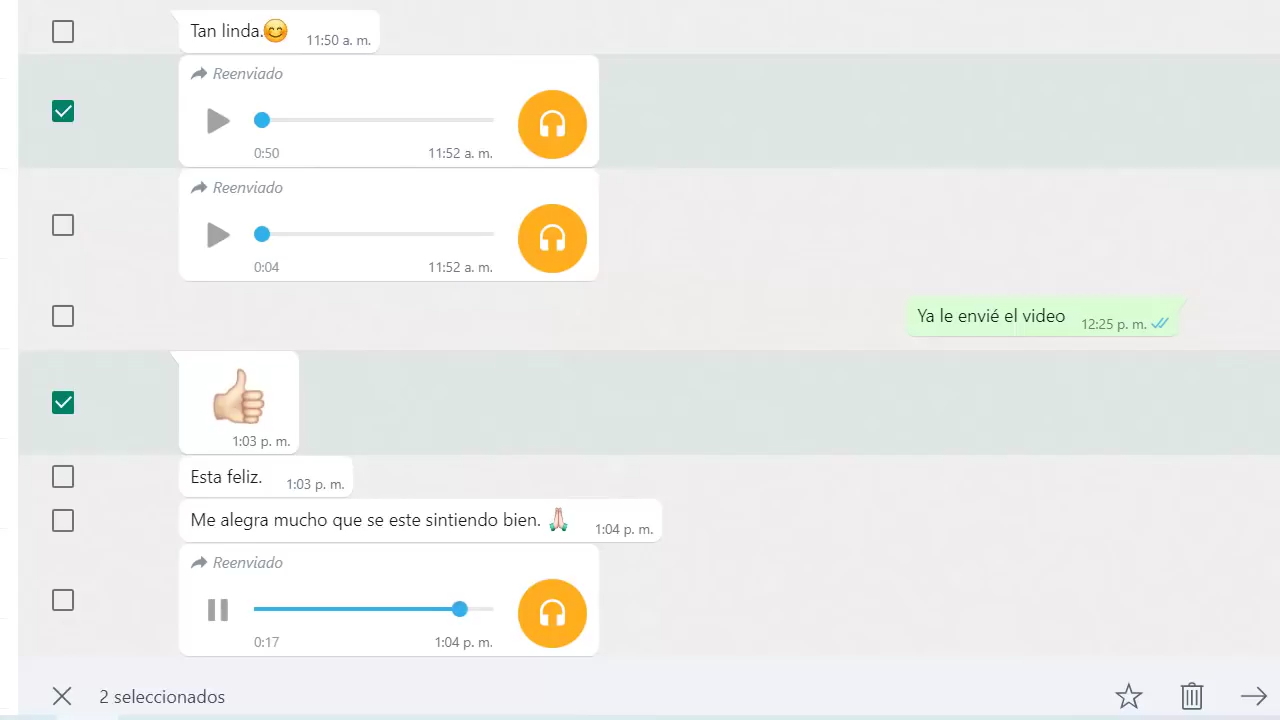 Tan linda.😊 11:50 a. m.
Reenviado
0:50 11:52 a. m.
Reenviado
0:04 11:52 a. m.
Ya le envié el video 12:25 p. m.
1:03 p. m.
Esta feliz. 1:03 p. m.
Me alegra mucho que se este sintiendo bien. 🙏🏻 1:04 p. m.
Reenviado
0:17 1:04 p. m.
2 seleccionados